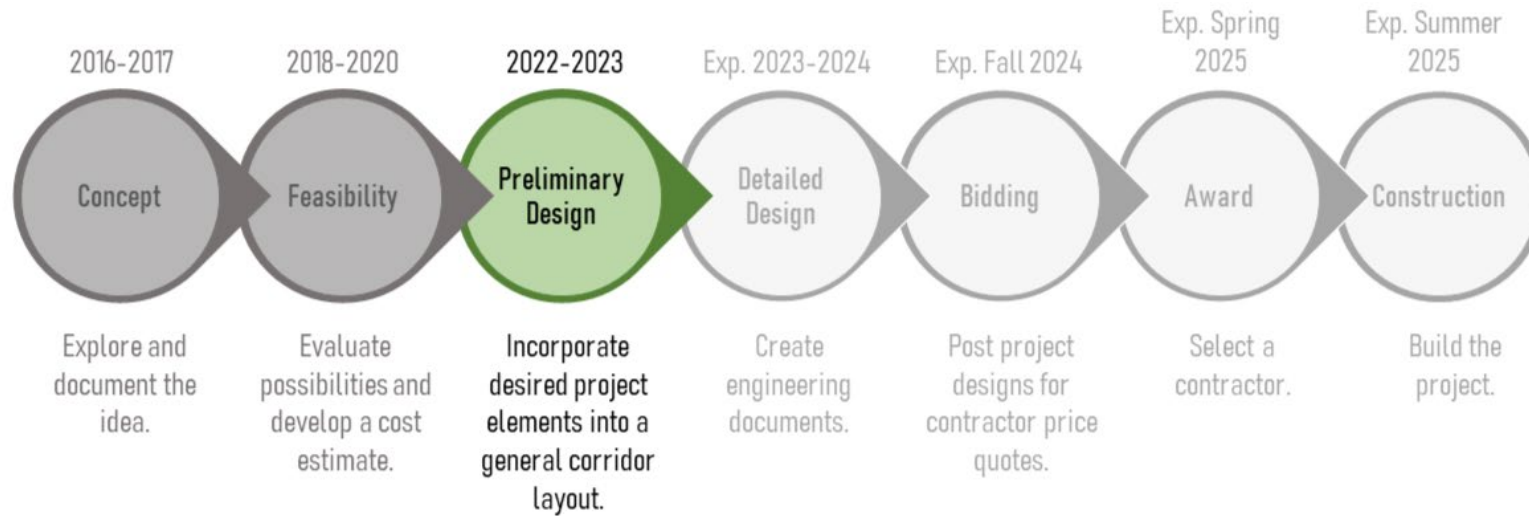 2016-2017
Concept
Explore and
document the
idea.
2018-2020
Feasibility
Evaluate
possibilities and
develop a cost
estimate.
2022-2023
Preliminary
Design
Incorporate
desired project
elements into a
general corridor
layout.
Exp. 2023-2024
Detailed
Design
Create
engineering
documents.
Exp. Fall 2024
Bidding
Post project
designs for
contractor price
quotes.
Exp. Spring
2025
Award
Select a
contractor.
Exp. Summer
2025
Construction
Build the
project.